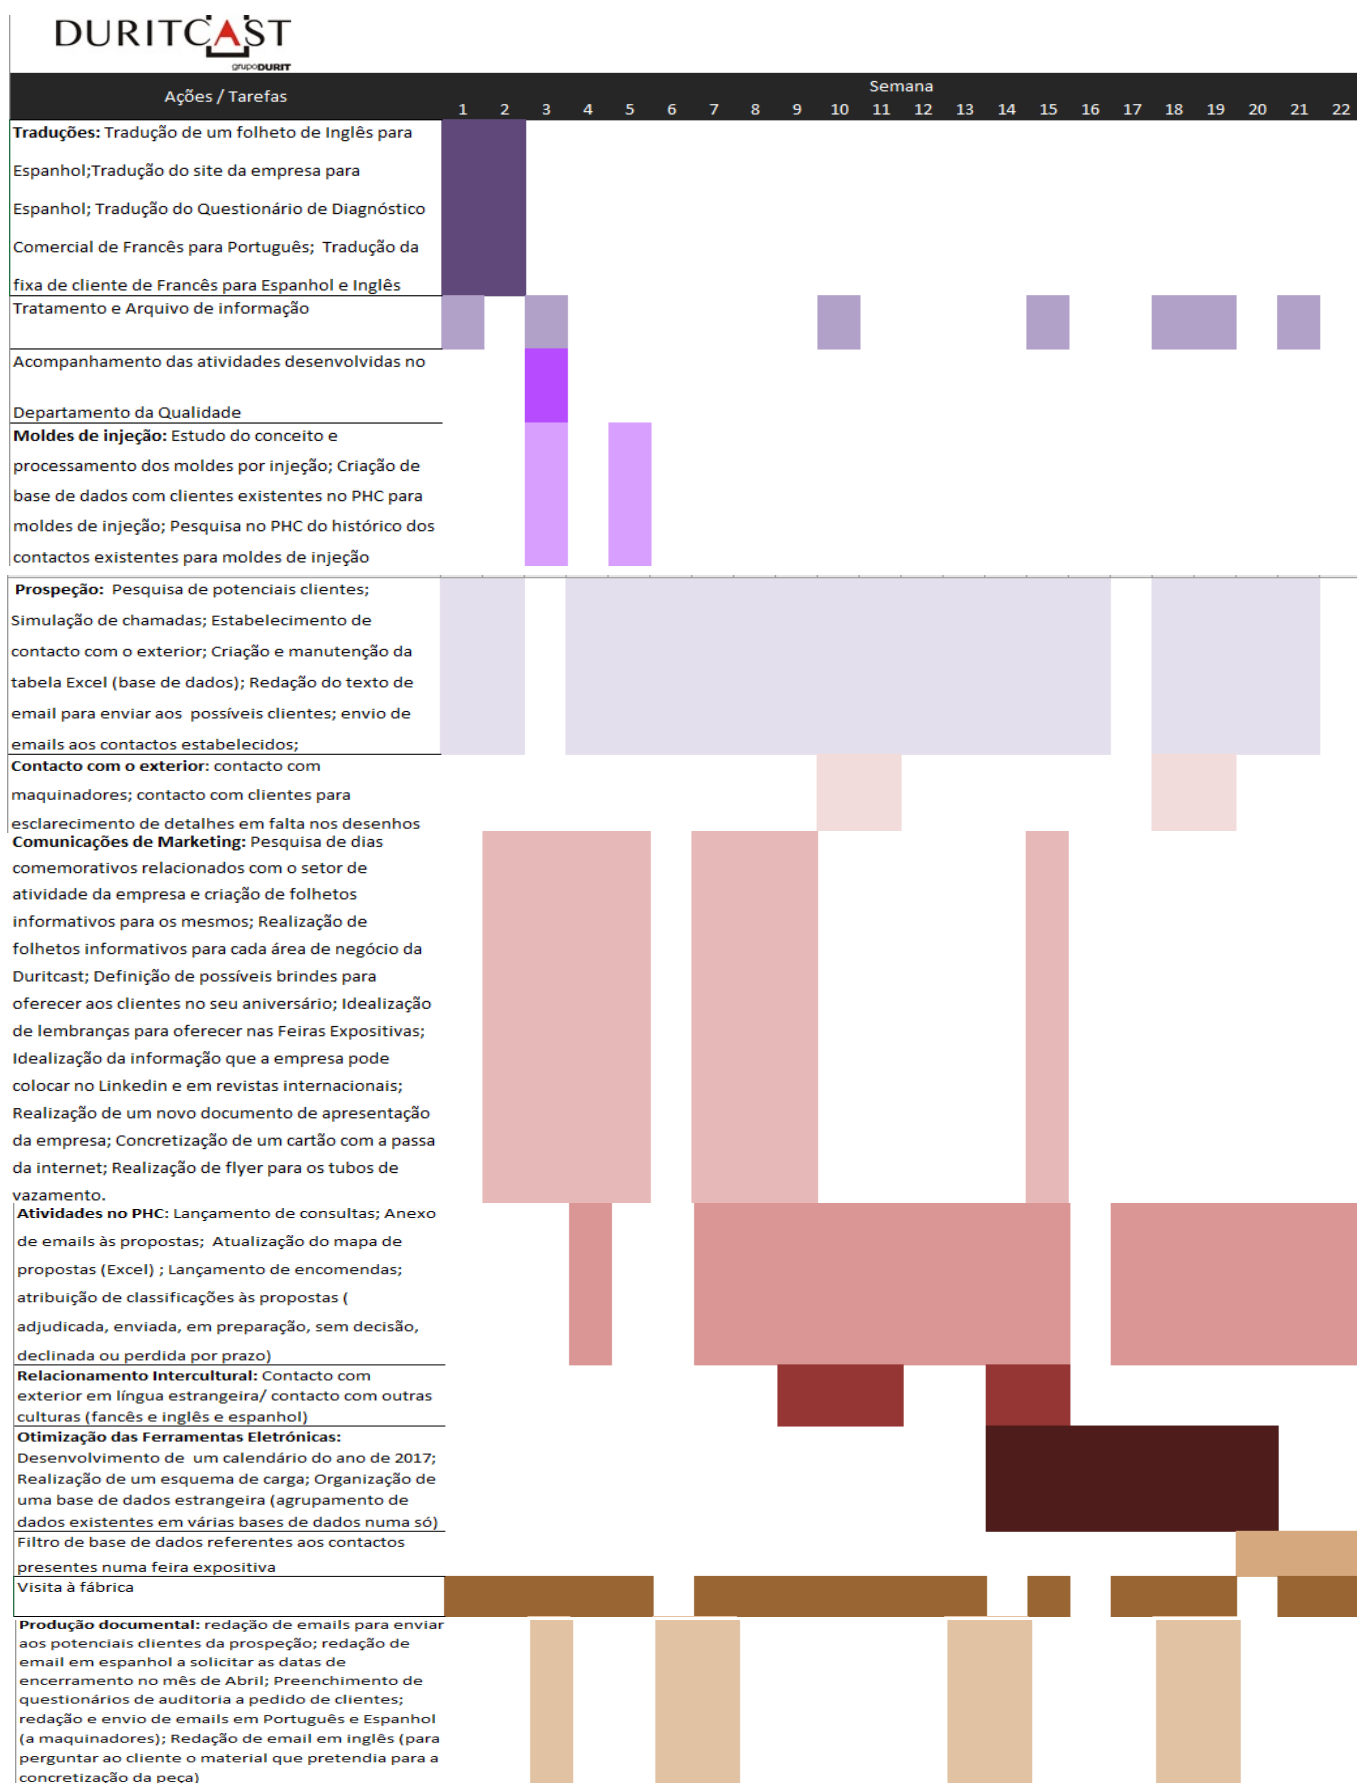 DURITCAST
grupoDURIT
Semana
Ações / Tarefas
1 2 3 4 5 6 7 8 9 10 11 12 13 14 15 16 17 18 19 20 21 22
Traduções: Tradução de um folheto de Inglês para
Espanhol;Tradução do site da empresa para
Espanhol; Tradução do Questionário de Diagnóstico
Comercial de Francês para Português; Tradução da
fixa de cliente de Francês para Espanhol e Inglês
Tratamento e Arquivo de informação
Acompanhamento das atividades desenvolvidas no
Departamento da Qualidade
Moldes de injeção: Estudo do conceito e
processamento dos moldes por injeção; Criação de
base de dados com clientes existentes no PHC para
moldes de injeção; Pesquisa no PHC do histórico dos
contactos existentes para moldes de injeção
Prospeção: Pesquisa de potenciais clientes;
Simulação de chamadas; Estabelecimento de
contacto com o exterior; Criação e manutenção da
tabela Excel (base de dados); Redação do texto de
email para enviar aos possíveis clientes; envio de
emails aos contactos estabelecidos;
Contacto com o exterior: contacto com
maquinadores; contacto com clientes para
esclarecimento de detalhes em falta nos desenhos
Comunicações de Marketing: Pesquisa de dias
comemorativos relacionados com o setor de
atividade da empresa e criação de folhetos
informativos para os mesmos; Realização de
folhetos informativos para cada área de negócio da
Duritcast; Definição de possíveis brindes para
oferecer aos clientes no seu aniversário; Idealização
de lembranças para oferecer nas Feiras Expositivas;
Idealização da informação que a empresa pode
colocar no Linkedin e em revistas internacionais;
Realização de um novo documento de apresentação
da empresa; Concretização de um cartão com a passa
da internet; Realização de flyer para os tubos de
vazamento.
Atividades no PHC: Lançamento de consultas; Anexo
de emails às propostas; Atualização do mapa de
propostas (Excel) ; Lançamento de encomendas;
atribuição de classificações às propostas (
adjudicada, enviada, em preparação, sem decisão,
declinada ou perdida por prazo)
Relacionamento Intercultural: Contacto com
exterior em língua estrangeira/ contacto com outras
culturas (fancês e inglês e espanhol)
Otimização das Ferramentas Eletrónicas:
Desenvolvimento de um calendário do ano de 2017;
Realização de um esquema de carga; Organização de
uma base de dados estrangeira (agrupamento de
dados existentes em várias bases de dados numa só)
Filtro de base de dados referentes aos contactos
presentes numa feira expositiva
Visita à fábrica
Produção documental: redação de emails para enviar
aos potenciais clientes da prospeção; redação de
email em espanhol a solicitar as datas de
encerramento no mês de Abril; Preenchimento de
questionários de auditoria a pedido de clientes;
redação e envio de emails em Português e Espanhol
(a maquinadores); Redação de email em inglês (para
perguntar ao cliente o material que pretendia para a
concretização da peça)